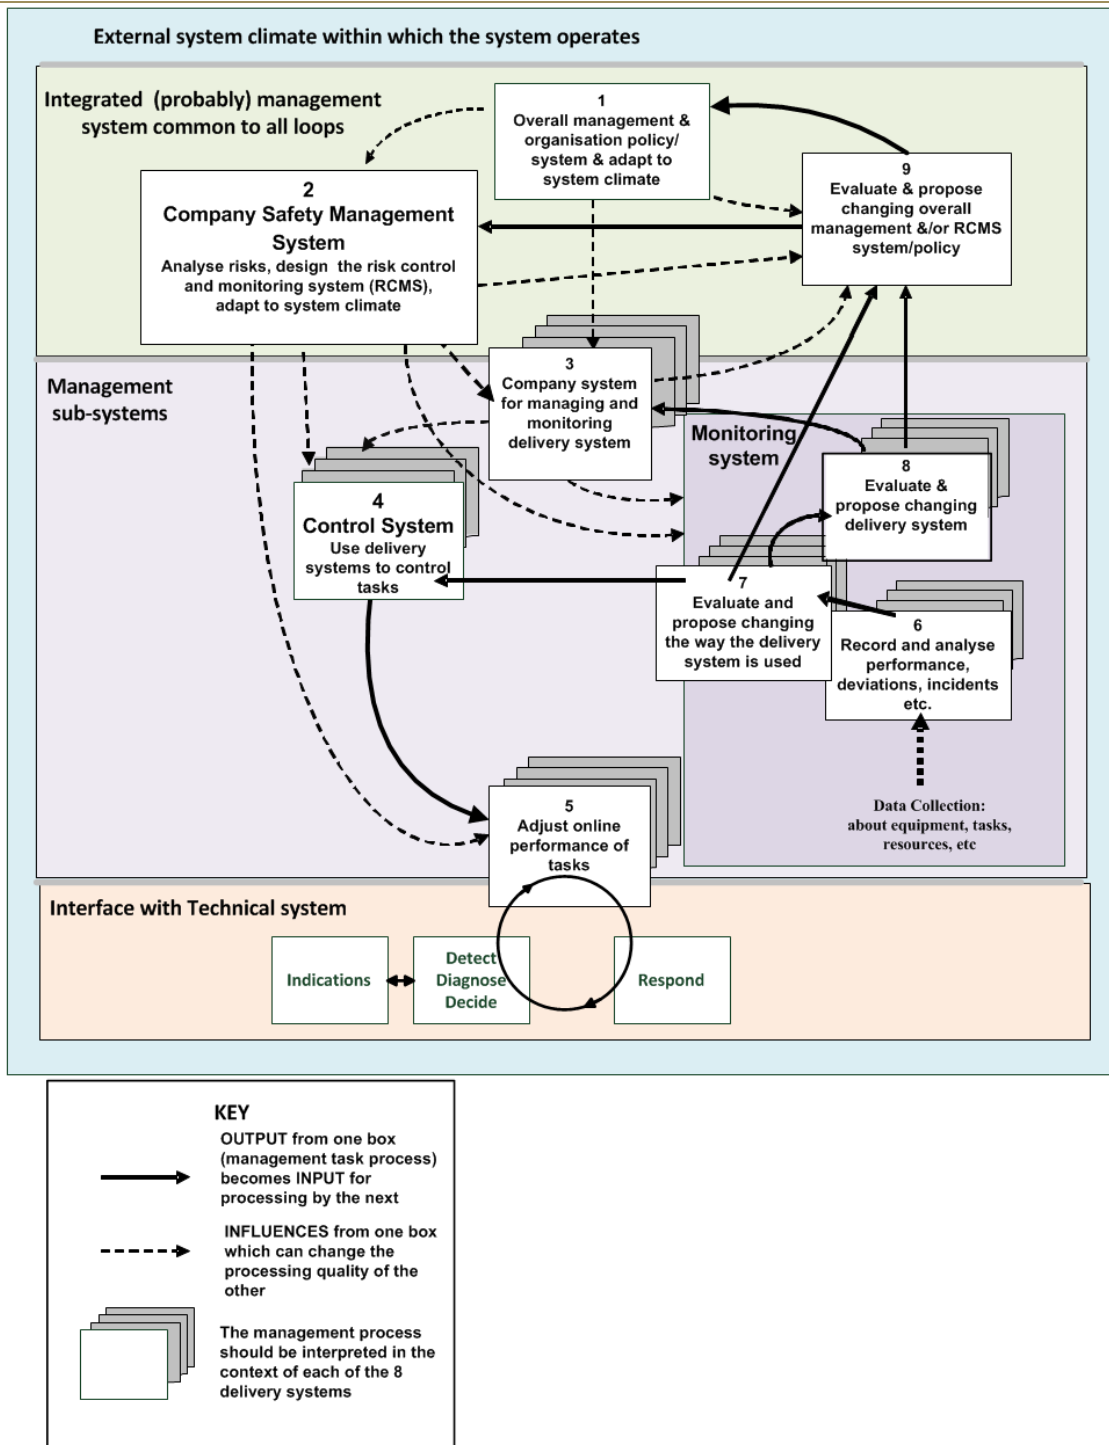 External system climate within which the system operates
Integrated (probably) management
system common to all loops
1
Overall management &
organisation policy/
system & adapt to
system climate
9
Evaluate & propose
changing overall
management &/or RCMS
system/policy
2
Company Safety Management
System
Analyse risks, design the risk control
and monitoring system (RCMS),
adapt to system climate
Management
sub-systems
3
Company system
for managing and
monitoring
delivery system
Monitoring
system
8
Evaluate &
propose changing
delivery system
4
Control System
Use delivery
systems to control
tasks
7
Evaluate and
propose changing
the way the delivery
system is used
6
Record and analyse
performance,
deviations, incidents
etc.
Data Collection:
about equipment, tasks,
resources, etc
5
Adjust online
performance of
tasks
Interface with Technical system
Indications
Detect
Diagnose
Decide
Respond
KEY
OUTPUT from one box
(management task process)
becomes INPUT for
processing by the next
INFLUENCES from one box
which can change the
processing quality of the
other
The management process
should be interpreted in the
context of each of the 8
delivery systems